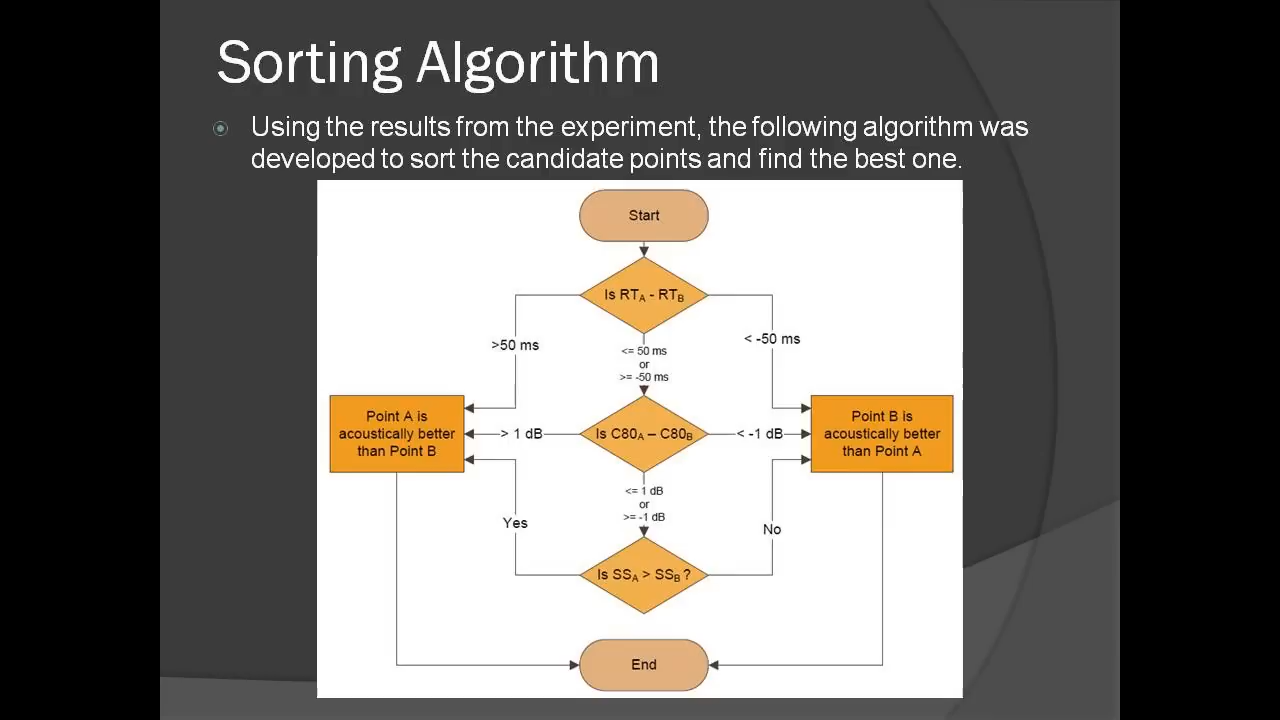 Sorting Algorithm
Using the results from the experiment, the following algorithm was
developed to sort the candidate points and find the best one.
Start
Is RTA - RTB
>50 ms
< -50 ms
<= 50 ms
or
>= -50 ms
Point A is
acoustically better
than Point B
> 1 dB
Is C80A – C80B
< -1 dB
Point B is
acoustically better
than Point A
<= 1 dB
or
>= -1 dB
Yes
No
Is SSA > SSB ?
End